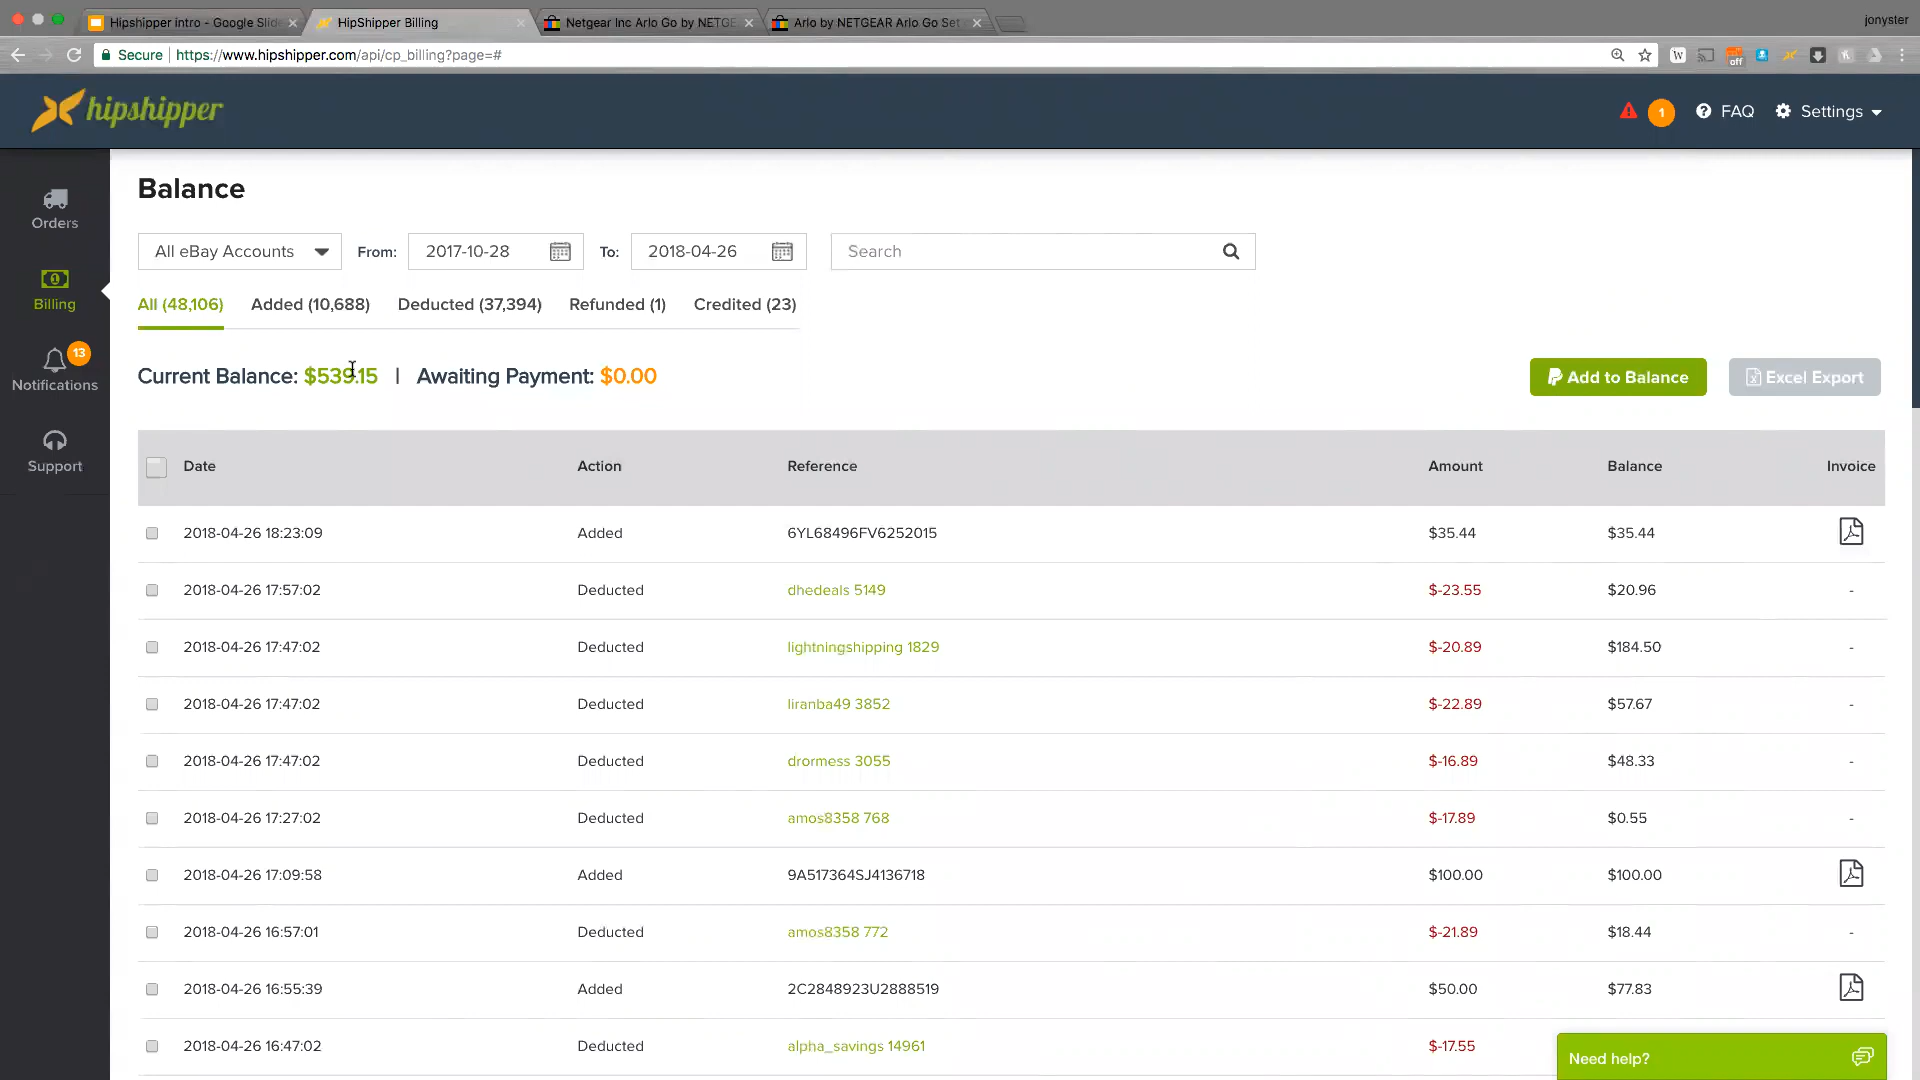 Hipshipper intro - Google Slide
HipShipper Billing
Netgear Inc Arlo Go by NETGE
Arlo by NETGEAR Arlo Go Set
jonyster
Secure https://www.hipshipper.com/api/cp_billing?page=#
W
off
hipshipper
1
FAQ
Settings
Orders
Billing
13
Notifications
Support
Balance
All eBay Accounts From: 2017-10-28 To: 2018-04-26 Search
All (48,106) Added (10,688) Deducted (37,394) Refunded (1) Credited (23)
Current Balance: $539.15 | Awaiting Payment: $0.00
Add to Balance Excel Export
Date Action Reference Amount Balance Invoice
2018-04-26 18:23:09 Added 6YL68496FV6252015 $35.44 $35.44
2018-04-26 17:57:02 Deducted dhedeals 5149 $-23.55 $20.96 -
2018-04-26 17:47:02 Deducted lightningshipping 1829 $-20.89 $184.50 -
2018-04-26 17:47:02 Deducted liranba49 3852 $-22.89 $57.67 -
2018-04-26 17:47:02 Deducted drormess 3055 $-16.89 $48.33 -
2018-04-26 17:27:02 Deducted amos8358 768 $-17.89 $0.55 -
2018-04-26 17:09:58 Added 9A517364SJ4136718 $100.00 $100.00
2018-04-26 16:57:01 Deducted amos8358 772 $-21.89 $18.44 -
2018-04-26 16:55:39 Added 2C2848923U2888519 $50.00 $77.83
2018-04-26 16:47:02 Deducted alpha_savings 14961 $-17.55
Need help?